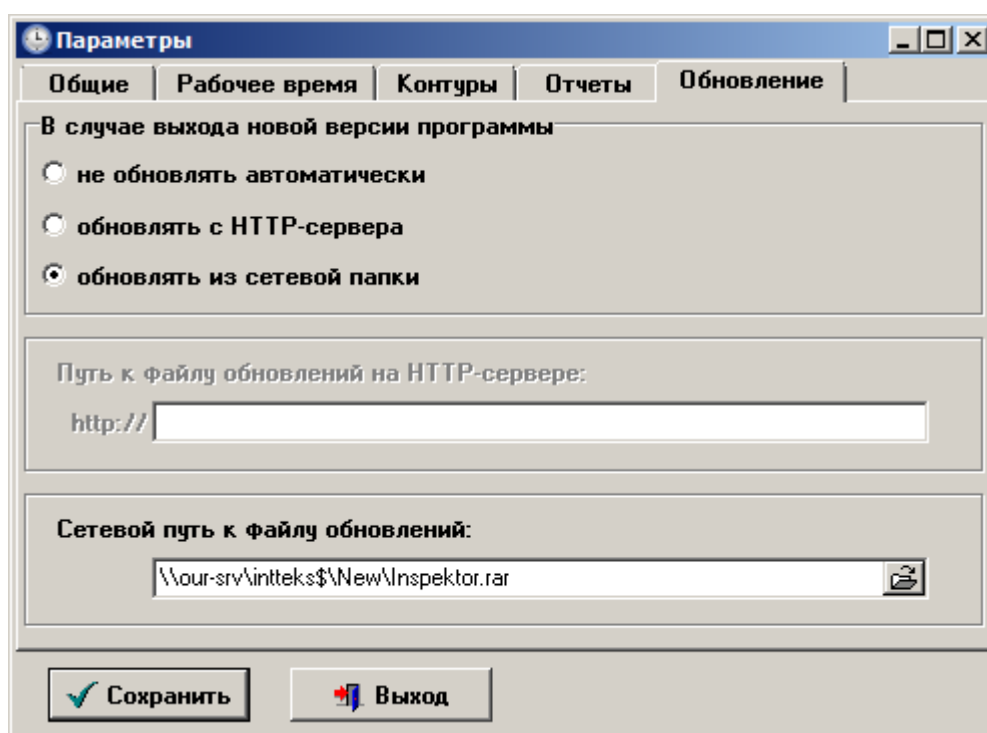 Параметры
Общие Рабочее время Контуры Отчеты Обновление
В случае выхода новой версии программы
не обновлять автоматически
обновлять с HTTP-сервера
обновлять из сетевой папки
Путь к файлу обновлений на HTTP-сервере:
http://
Сетевой путь к файлу обновлений:
\\our-srv\intteks$\New\Inspektor.rar
Сохранить Выход